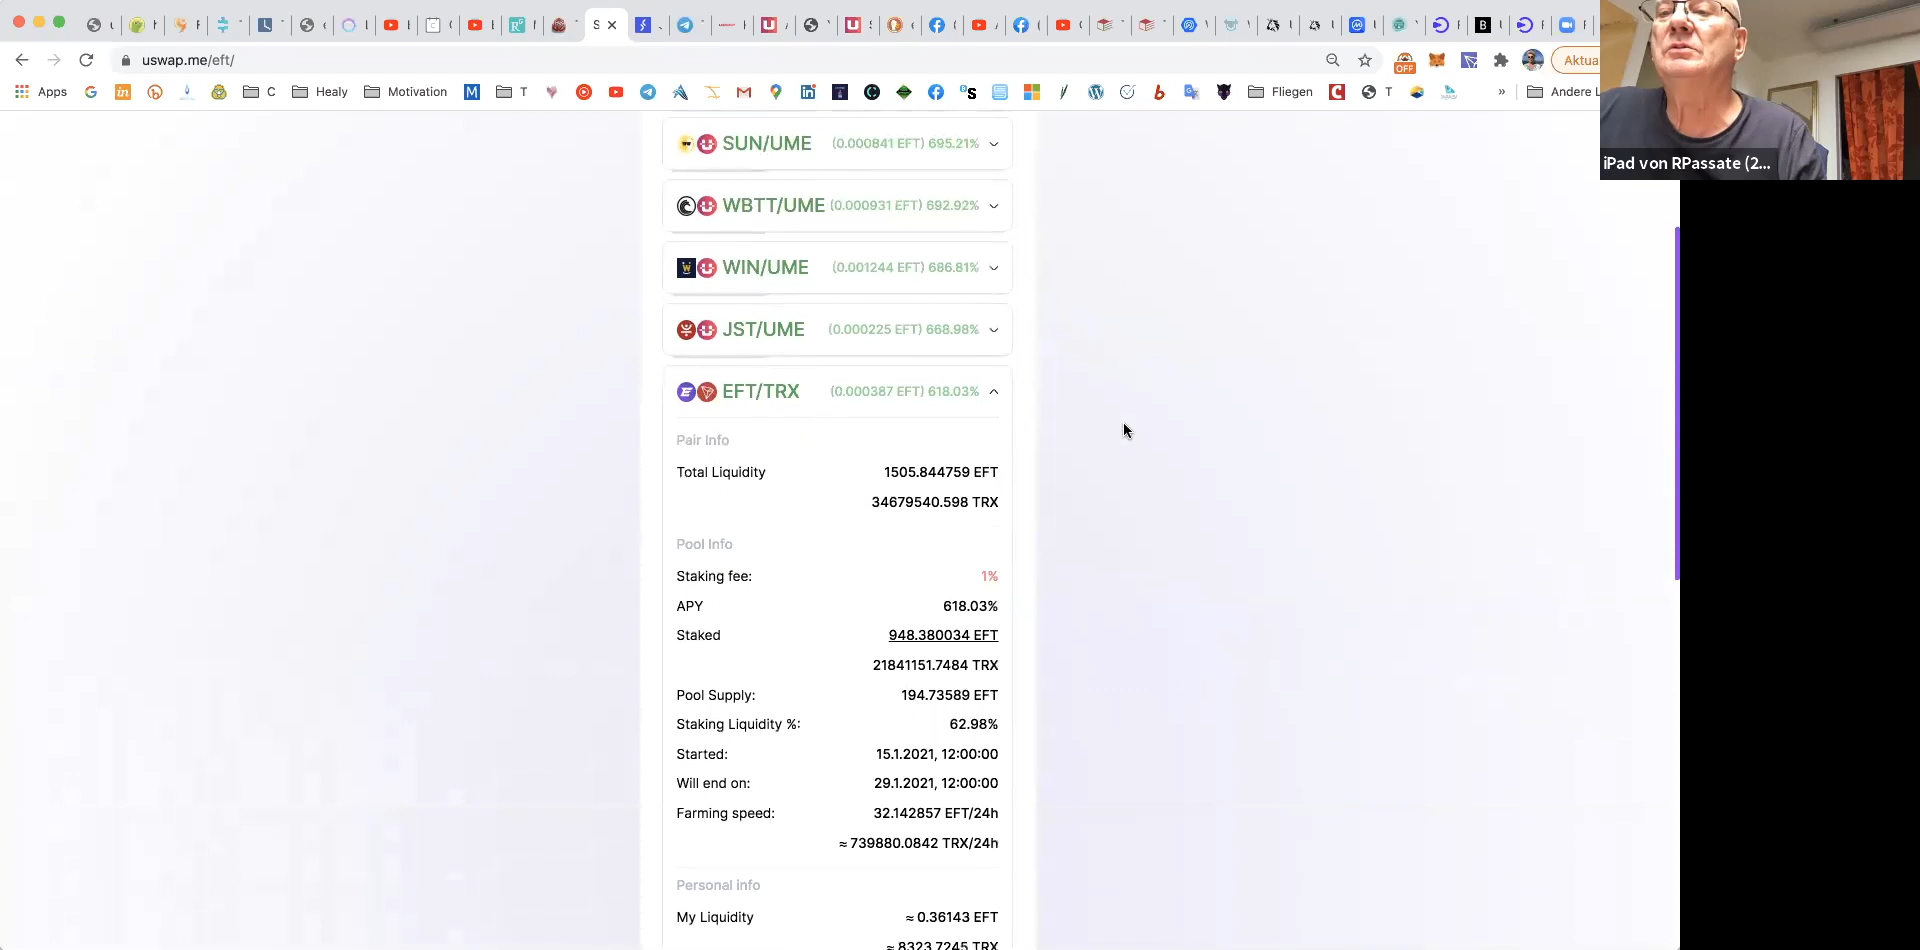 uswap.me/eft/
OFF
Aktua
Apps
C
Healy
Motivation
T
Fliegen
T
»
Andere L
iPad von RPassate (2...
SUN/UME (0.000841 EFT) 695.21%
WBTT/UME (0.000931 EFT) 692.92%
WIN/UME (0.001244 EFT) 686.81%
JST/UME (0.000225 EFT) 668.98%
EFT/TRX (0.000387 EFT) 618.03%
Pair Info
Total Liquidity 1505.844759 EFT
34679540.598 TRX
Pool Info
Staking fee: 1%
APY 618.03%
Staked 948.380034 EFT
21841151.7484 TRX
Pool Supply: 194.73589 EFT
Staking Liquidity %: 62.98%
Started: 15.1.2021, 12:00:00
Will end on: 29.1.2021, 12:00:00
Farming speed: 32.142857 EFT/24h
≈ 739880.0842 TRX/24h
Personal info
My Liquidity ≈ 0.36143 EFT
≈ 8323.7245 TRX